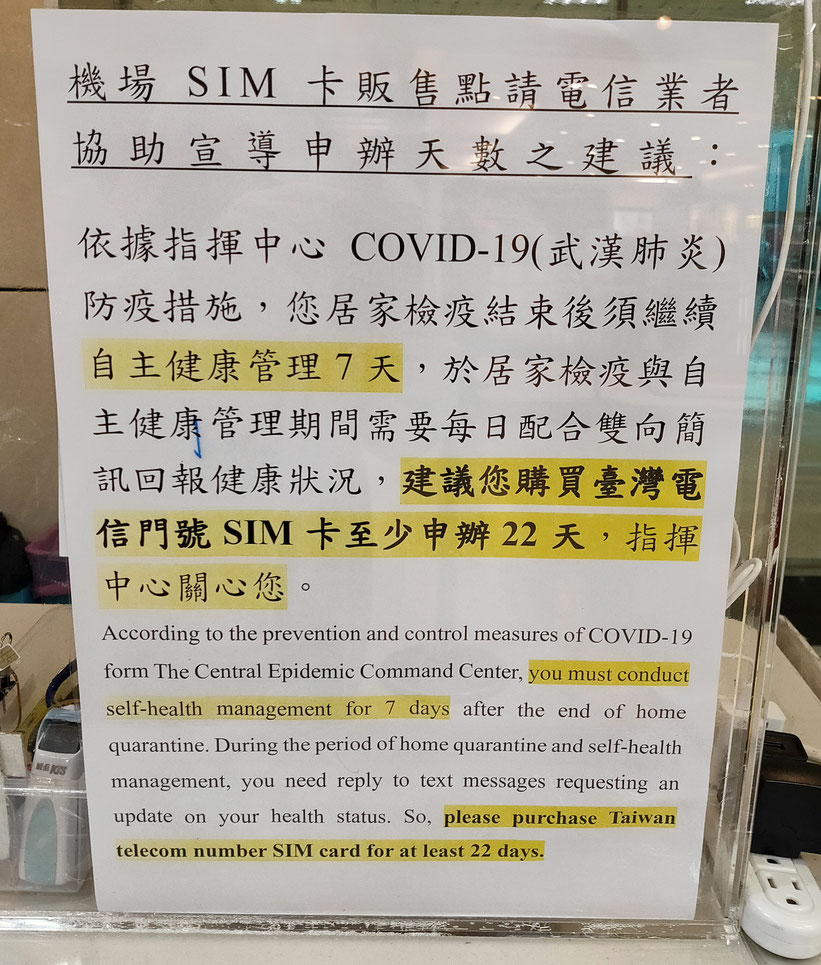 機場 SIM 卡販售點請電信業者
協助宣導申辦天數之建議：
依據指揮中心 COVID-19(武漢肺炎)
防疫措施，您居家檢疫結束後須繼續
自主健康管理 7 天，於居家檢疫與自
主健康管理期間需要每日配合雙向簡
訊回報健康狀況，建議您購買臺灣電
信門號 SIM 卡至少申辦 22 天，指揮
中心關心您。
According to the prevention and control measures of COVID-19
form The Central Epidemic Command Center, you must conduct
self-health management for 7 days after the end of home
quarantine. During the period of home quarantine and self-health
management, you need reply to text messages requesting an
update on your health status. So, please purchase Taiwan
telecom number SIM card for at least 22 days.